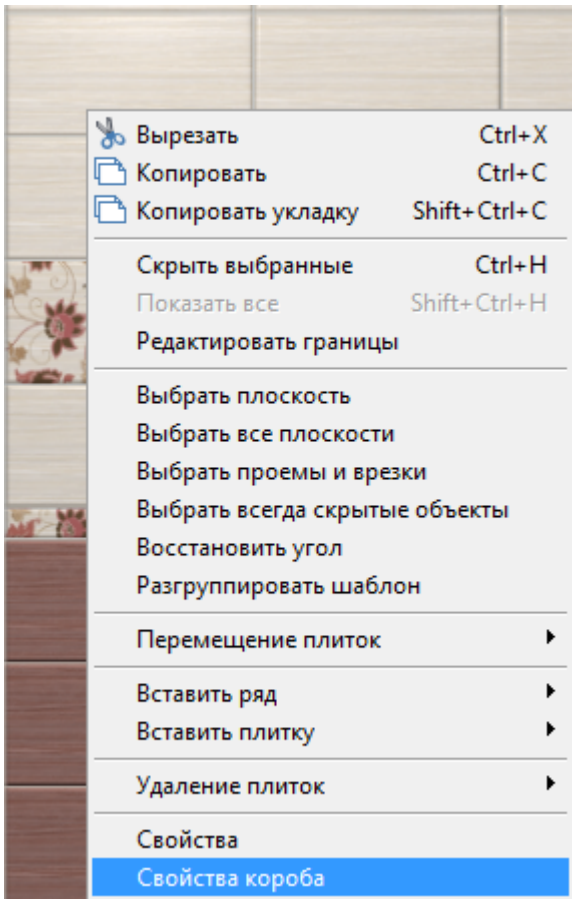 Вырезать Ctrl+X
Копировать Ctrl+C
Копировать укладку Shift+Ctrl+C
Скрыть выбранные Ctrl+H
Показать все Shift+Ctrl+H
Редактировать границы
Выбрать плоскость
Выбрать все плоскости
Выбрать проемы и врезки
Выбрать всегда скрытые объекты
Восстановить угол
Разгруппировать шаблон
Перемещение плиток
Вставить ряд
Вставить плитку
Удаление плиток
Свойства
Свойства короба